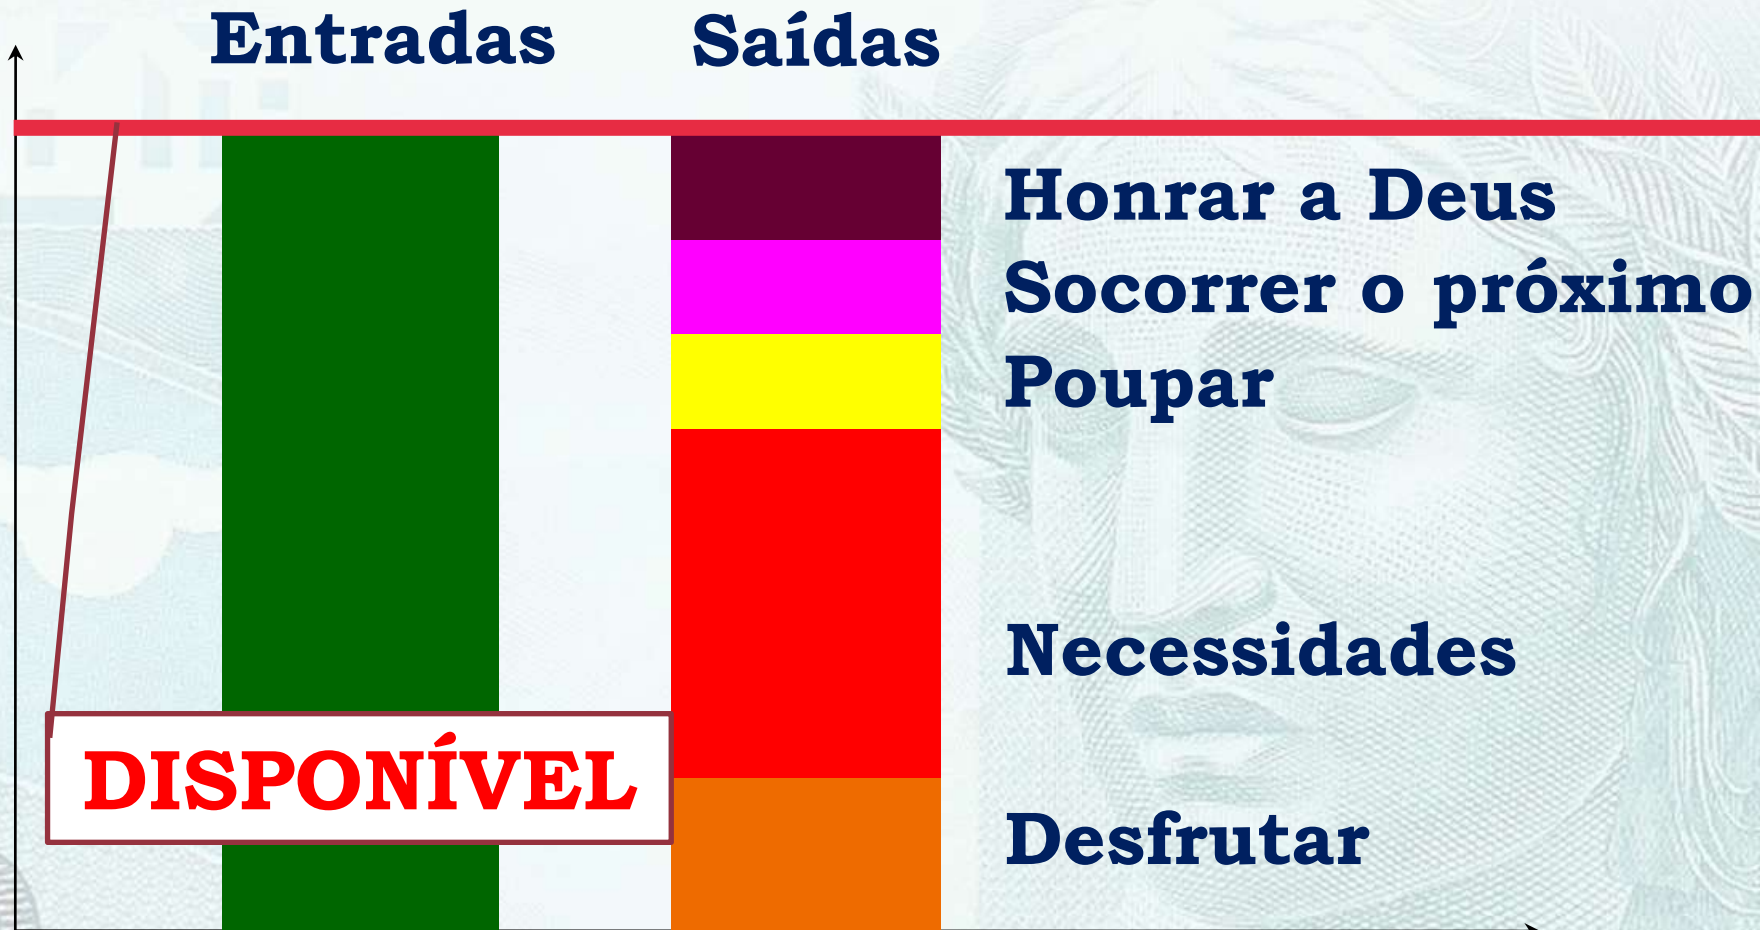 Entradas Saídas
Honrar a Deus
Socorrer o próximo
Poupar
Necessidades
DISPONÍVEL
Desfrutar